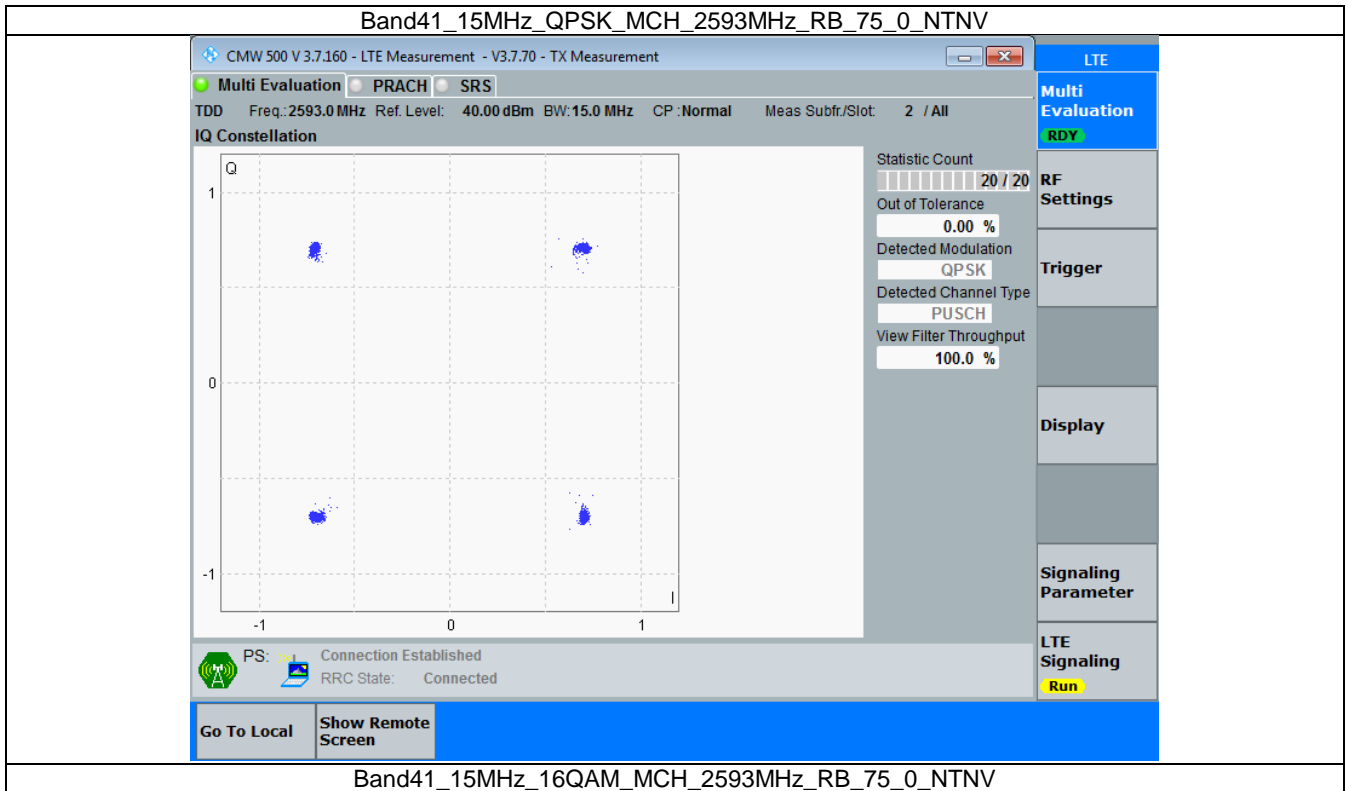 Band41_15MHz_QPSK_MCH_2593MHz_RB_75_0_NTNV
CMW 500 V 3.7.160 - LTE Measurement - V3.7.70 - TX Measurement
LTE
Multi Evaluation PRACH SRS
Multi
Evaluation
RDY
TDD Freq.: 2593.0 MHz Ref. Level: 40.00 dBm BW: 15.0 MHz CP : Normal Meas Subfr./Slot: 2 / All
IQ Constellation
Q
1
0
-1
I
-1 0 1
Statistic Count
20 / 20
Out of Tolerance
0.00 %
Detected Modulation
QPSK
Detected Channel Type
PUSCH
View Filter Throughput
100.0 %
RF
Settings
Trigger
Display
Signaling
Parameter
LTE
Signaling
Run
PS: Connection Established
RRC State: Connected
Go To Local
Show Remote
Screen
Band41_15MHz_16QAM_MCH_2593MHz_RB_75_0_NTNV